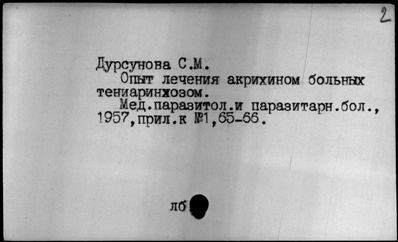 2
Дурсунова С.М.
Опыт лечения акрихином больных
тениаринхозом.
Мед.паразитол.и паразитарн.бол.,
1957,прил.к №1,65-66.
лб